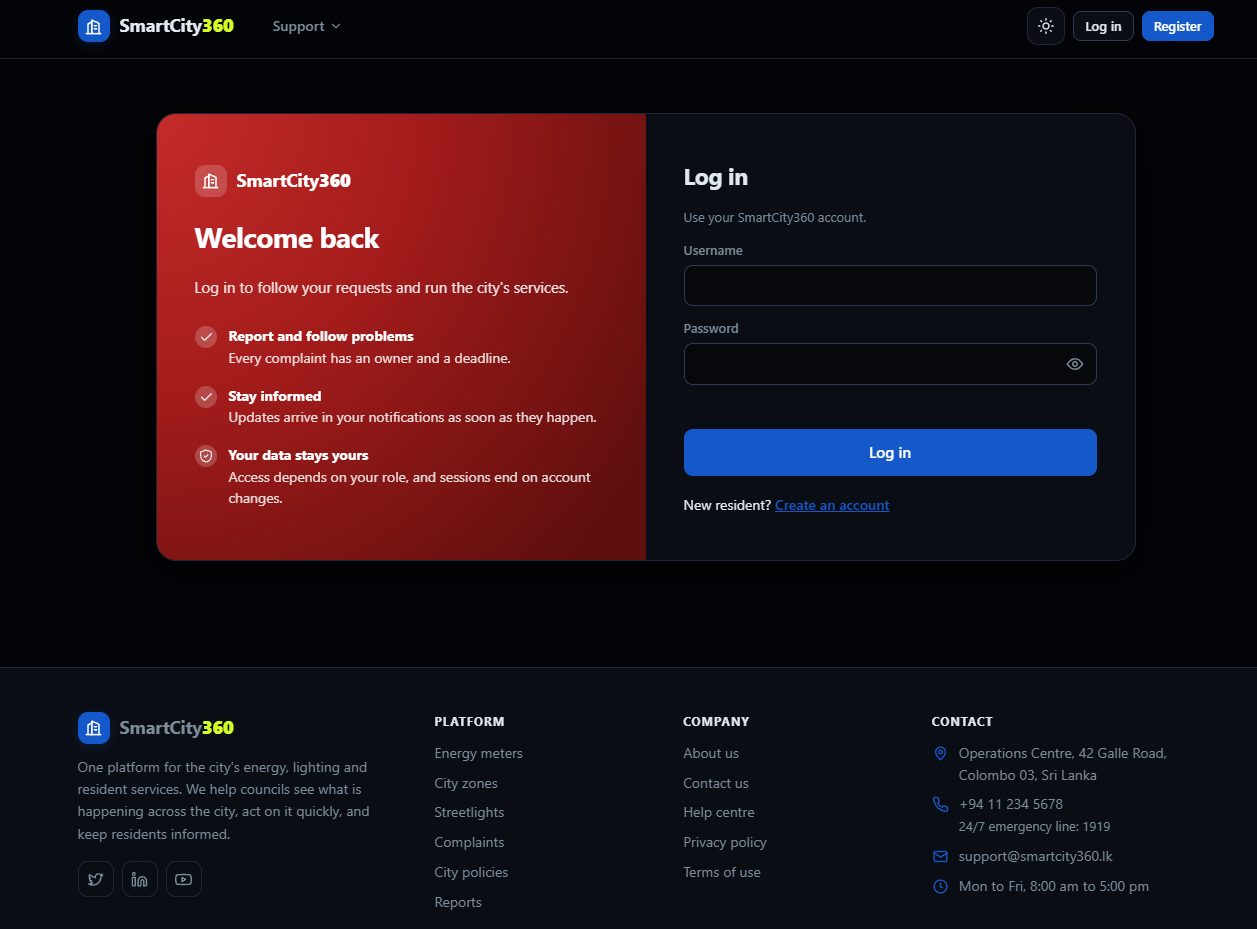 SmartCity360
Support
Log in
Register
SmartCity360
Welcome back
Log in to follow your requests and run the city's services.
Report and follow problems
Every complaint has an owner and a deadline.
Stay informed
Updates arrive in your notifications as soon as they happen.
Your data stays yours
Access depends on your role, and sessions end on account
changes.
Log in
Use your SmartCity360 account.
Username
Password
Log in
New resident? Create an account
SmartCity360
One platform for the city's energy, lighting and
resident services. We help councils see what is
happening across the city, act on it quickly, and
keep residents informed.
PLATFORM
Energy meters
City zones
Streetlights
Complaints
City policies
Reports
COMPANY
About us
Contact us
Help centre
Privacy policy
Terms of use
CONTACT
Operations Centre, 42 Galle Road,
Colombo 03, Sri Lanka
+94 11 234 5678
24/7 emergency line: 1919
support@smartcity360.lk
Mon to Fri, 8:00 am to 5:00 pm